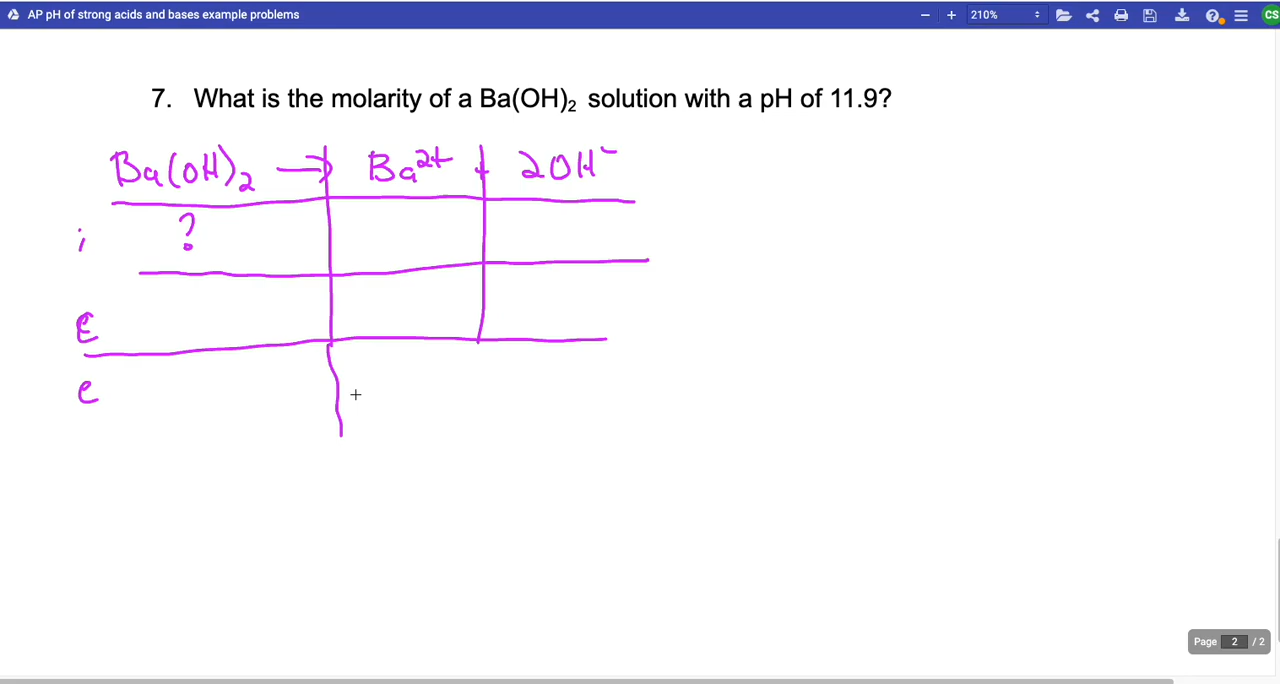 AP pH of strong acids and bases example problems
210%
CS
7. What is the molarity of a Ba(OH)₂ solution with a pH of 11.9?
Ba(OH)₂ → Ba²⁺ + 2OH⁻
i ?
E
e
Page 2 / 2